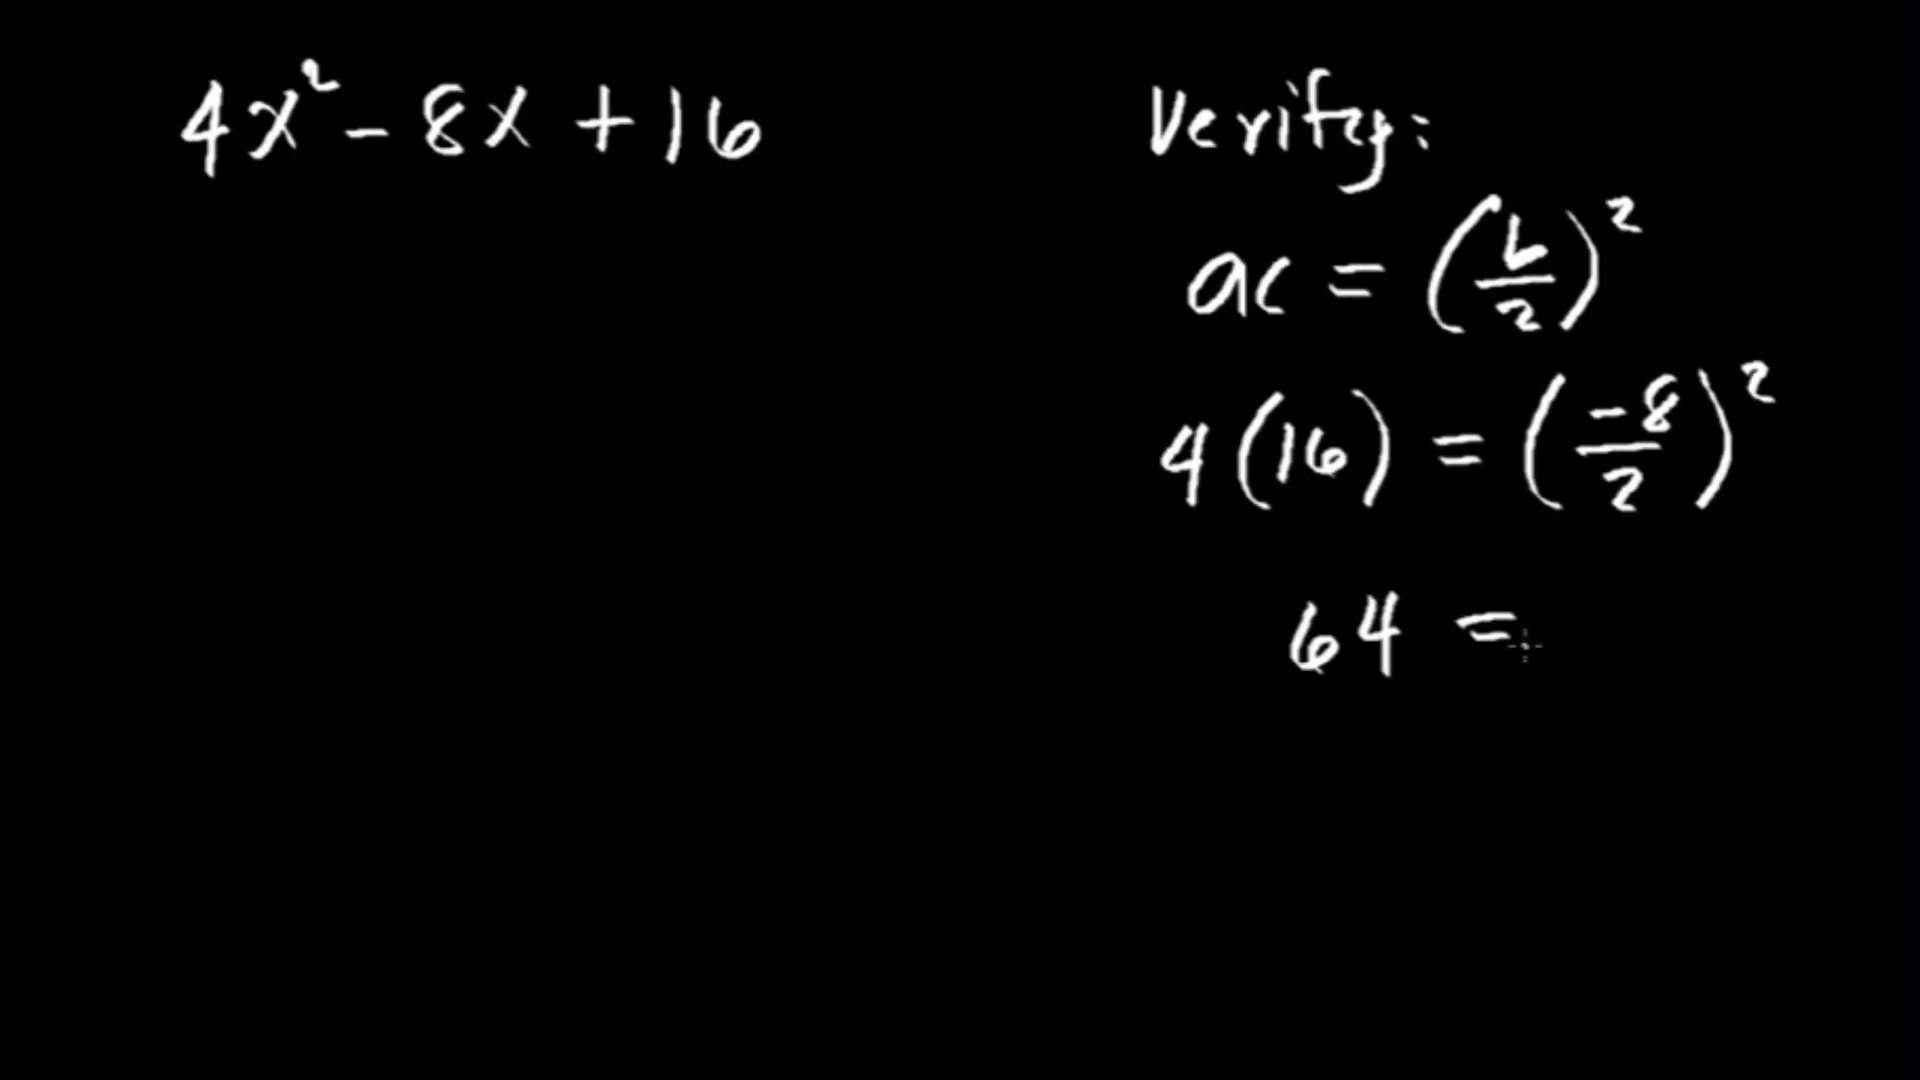 4x² - 8x + 16
Verify:
ac = (b/2)²
4(16) = (-8/2)²
64 =